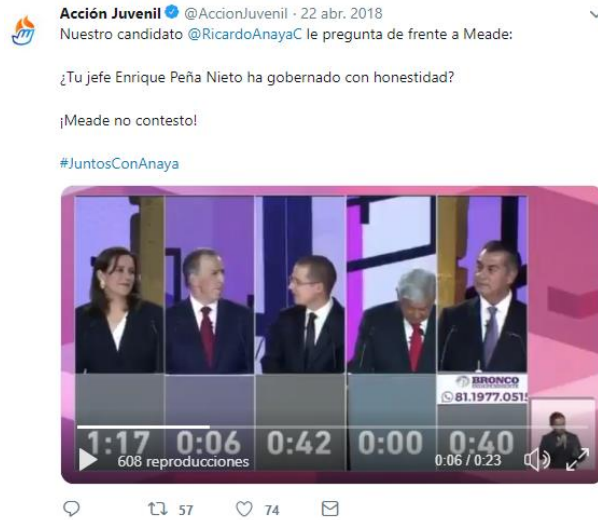 Acción Juvenil @AccionJuvenil · 22 abr. 2018
Nuestro candidato @RicardoAnayaC le pregunta de frente a Meade:
¿Tu jefe Enrique Peña Nieto ha gobernado con honestidad?
¡Meade no contesto!
#JuntosConAnaya
BRONCO
81.1977.051
1:17 0:06 0:42 0:00 0:40
608 reproducciones 0:06 / 0:23
57 74